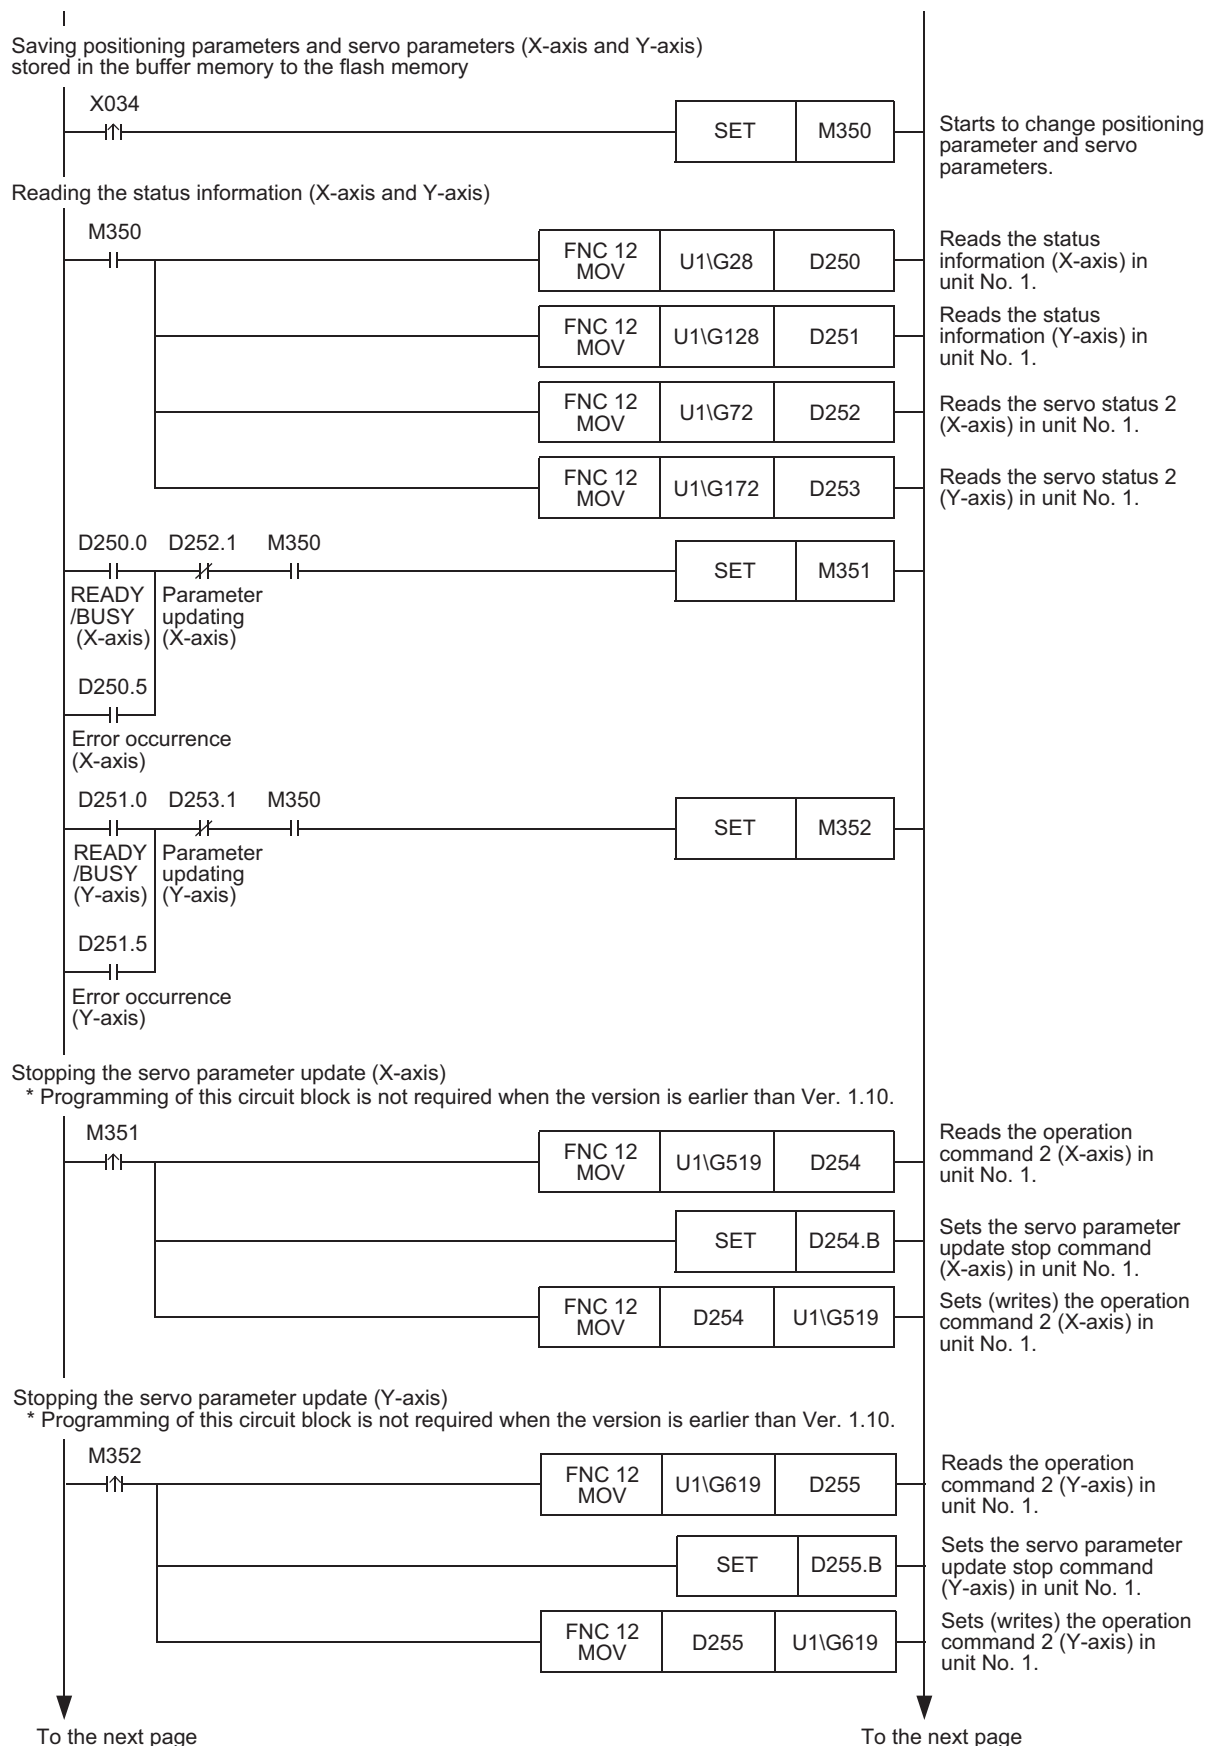 Saving positioning parameters and servo parameters (X-axis and Y-axis)
stored in the buffer memory to the flash memory
X034
SET M350
Starts to change positioning
parameter and servo
parameters.
Reading the status information (X-axis and Y-axis)
M350
FNC 12
MOV
U1\G28 D250
Reads the status
information (X-axis) in
unit No. 1.
FNC 12
MOV
U1\G128 D251
Reads the status
information (Y-axis) in
unit No. 1.
FNC 12
MOV
U1\G72 D252
Reads the servo status 2
(X-axis) in unit No. 1.
FNC 12
MOV
U1\G172 D253
Reads the servo status 2
(Y-axis) in unit No. 1.
D250.0 D252.1 M350
SET M351
READY
/BUSY
(X-axis)
Parameter
updating
(X-axis)
D250.5
Error occurrence
(X-axis)
D251.0 D253.1 M350
SET M352
READY
/BUSY
(Y-axis)
Parameter
updating
(Y-axis)
D251.5
Error occurrence
(Y-axis)
Stopping the servo parameter update (X-axis)
* Programming of this circuit block is not required when the version is earlier than Ver. 1.10.
M351
FNC 12
MOV
U1\G519 D254
Reads the operation
command 2 (X-axis) in
unit No. 1.
SET D254.B
Sets the servo parameter
update stop command
(X-axis) in unit No. 1.
FNC 12
MOV
D254 U1\G519
Sets (writes) the operation
command 2 (X-axis) in
unit No. 1.
Stopping the servo parameter update (Y-axis)
* Programming of this circuit block is not required when the version is earlier than Ver. 1.10.
M352
FNC 12
MOV
U1\G619 D255
Reads the operation
command 2 (Y-axis) in
unit No. 1.
SET D255.B
Sets the servo parameter
update stop command
(Y-axis) in unit No. 1.
FNC 12
MOV
D255 U1\G619
Sets (writes) the operation
command 2 (Y-axis) in
unit No. 1.
To the next page
To the next page